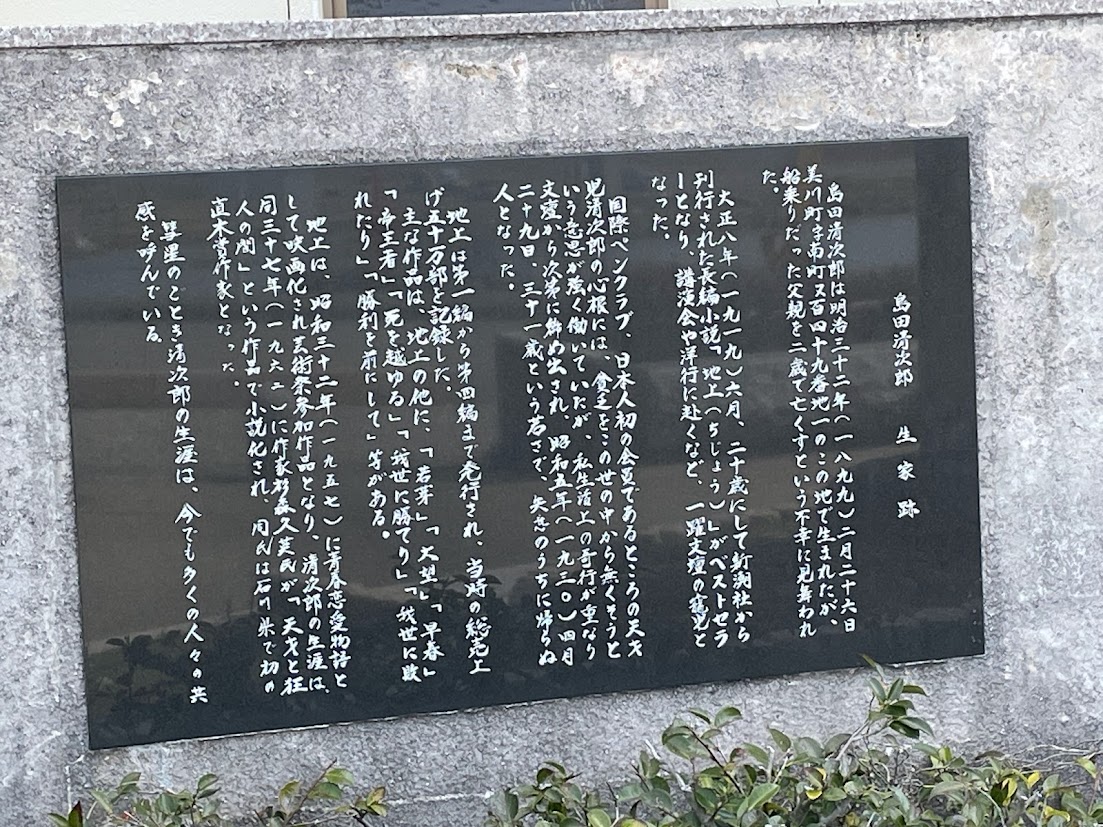 島田清次郎 生家跡
島田清次郎は明治三十二年(一八九九)二月二十六日
美川町字南町又百四十九番地一のこの地で生まれたが、
船乗りだった父親を二歳で亡くすという不幸に見舞われ
た。
大正八年(一九一九)六月、二十歳にして新潮社から
刊行された長編小説「地上(ちじょう)」がベストセラ
ーとなり、講演会や洋行に赴くなど、一躍文壇の寵児と
なった。
国際ペンクラブ、日本人初の会員であるところの天才
児清次郎の心根には、貧乏をこの世の中から無くそうと
いう意思が強く働いていたが、私生活上の奇行が重なり
文壇から次第に締め出され、昭和五年(一九三〇)四月
二十九日、三十一歳という若さで、失意のうちに帰らぬ
人となった。
地上は第一編から第四編まで発行され、当時の総売上
げ五十万部を記録した。
主な作品は、地上の他に、「若芽」「大望」「早春」
「帝王者」「死を越ゆる」「我世に勝てり」「我世に敗
れたり」「勝利を前にして」等がある。
地上は、昭和三十二年(一九五七)に青春恋愛物語と
して映画化され芸術祭参加作品となり、清次郎の生涯は、
同三十七年(一九六二)に作家杉森久英氏が「天才と狂
人の間」という作品で小説化され、同氏は石川県で初の
直木賞作家となった。
彗星のごとき清次郎の生涯は、今でも多くの人々の共
感を呼んでいる。